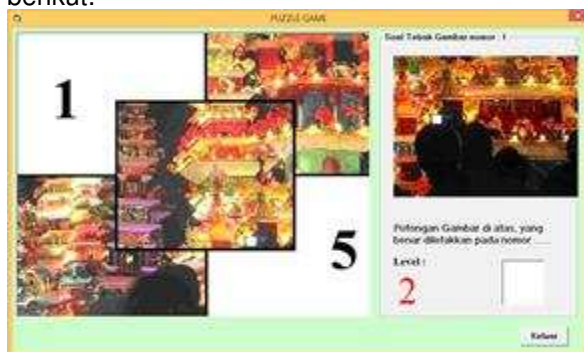 berikut:
PUZZLE GAME
Soal Tebak Gambar nomor : 1
1
5
Potongan Gambar di atas, yang
benar diletakkan pada nomor .....
Level :
2
Keluar